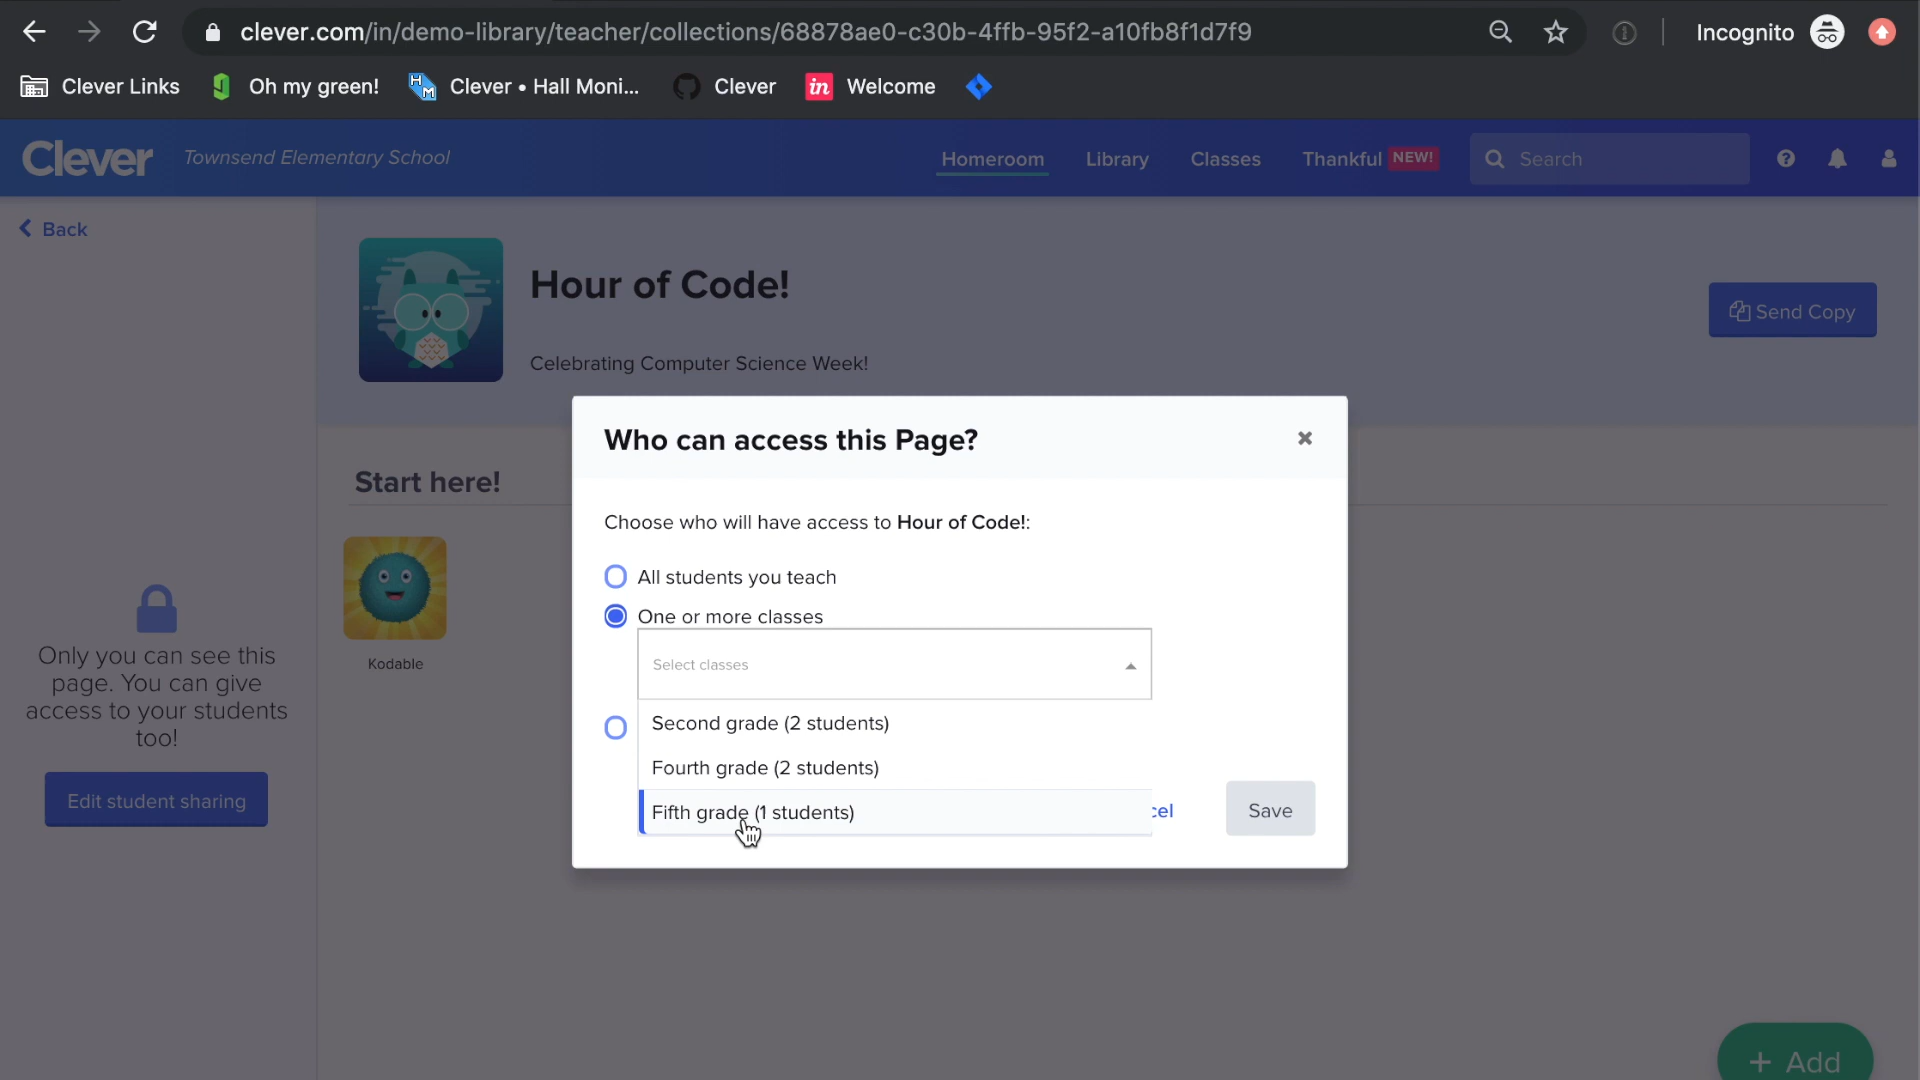 clever.com/in/demo-library/teacher/collections/68878ae0-c30b-4ffb-95f2-a10fb8f1d7f9
Incognito
Clever Links
Oh my green!
Clever • Hall Moni...
Clever
in Welcome
Clever Townsend Elementary School
Homeroom
Library
Classes
Thankful NEW!
Search
Back
Hour of Code!
Celebrating Computer Science Week!
Send Copy
Start here!
Kodable
Only you can see this
page. You can give
access to your students
too!
Edit student sharing
Who can access this Page?
Choose who will have access to Hour of Code!:
All students you teach
One or more classes
Select classes
Second grade (2 students)
Fourth grade (2 students)
Fifth grade (1 students)
cel
Save
+ Add